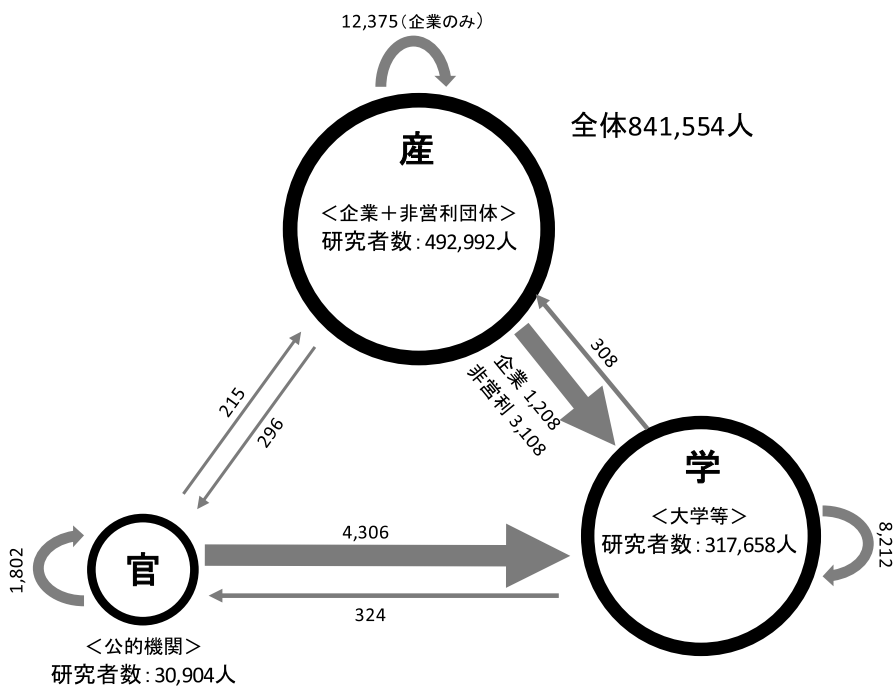 12,375（企業のみ）
全体841,554人
産
＜企業＋非営利団体＞
研究者数：492,992人
308
企業 1,208
非営利 3,108
215
296
学
＜大学等＞
研究者数：317,658人
8,212
4,306
324
1,802
官
＜公的機関＞
研究者数：30,904人